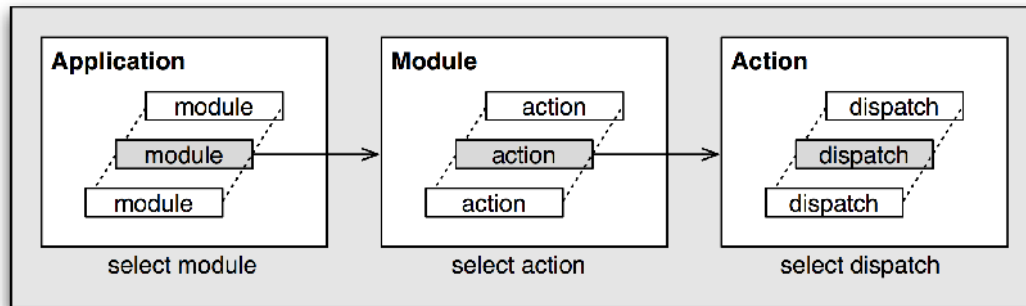 Application
module
module
module
select module
Module
action
action
action
select action
Action
dispatch
dispatch
dispatch
select dispatch